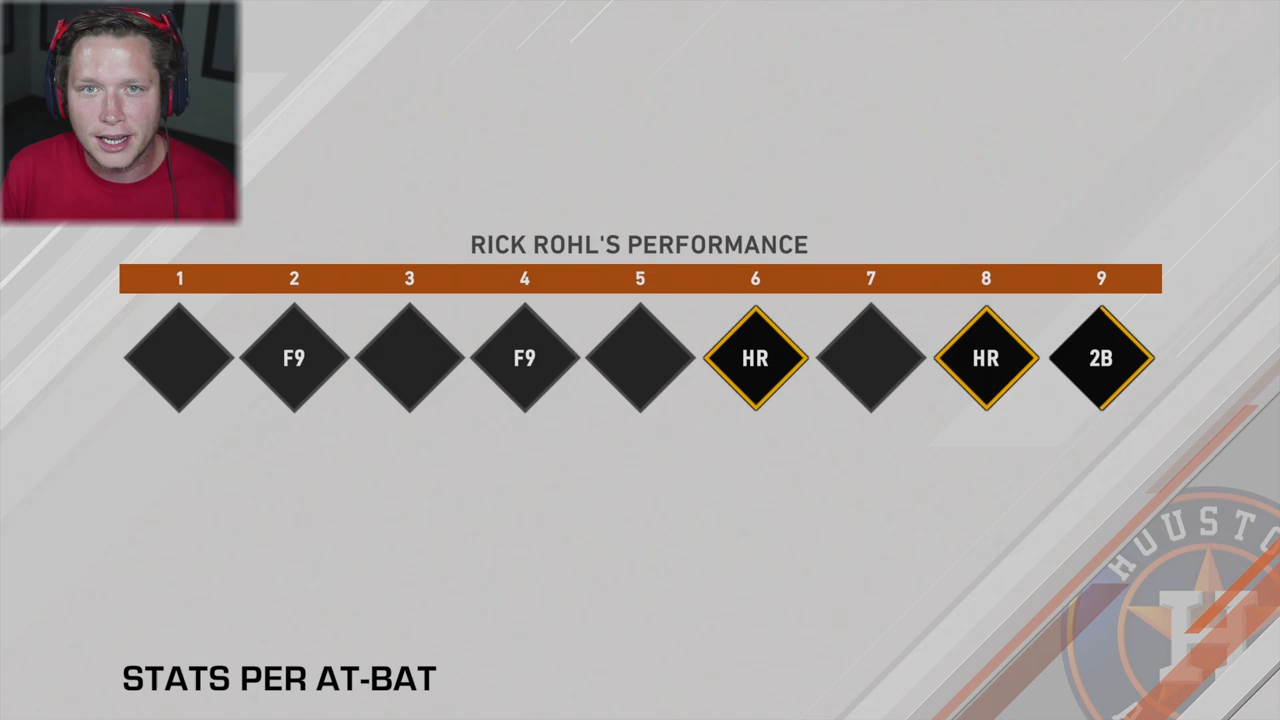 RICK ROHL'S PERFORMANCE
1 2 3 4 5 6 7 8 9
F9 F9 HR HR 2B
HOUSTO
H
STATS PER AT-BAT